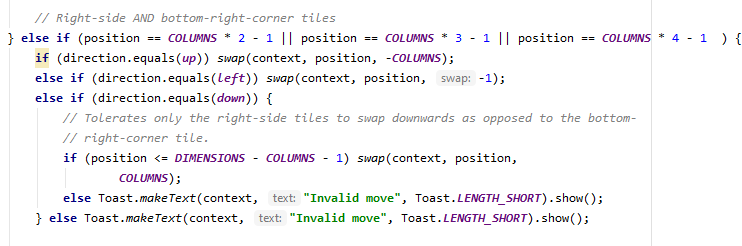 // Right-side AND bottom-right-corner tiles
} else if (position == COLUMNS * 2 - 1 || position == COLUMNS * 3 - 1 || position == COLUMNS * 4 - 1  ) {
if (direction.equals(up)) swap(context, position, -COLUMNS);
else if (direction.equals(left)) swap(context, position, swap: -1);
else if (direction.equals(down)) {
// Tolerates only the right-side tiles to swap downwards as opposed to the bottom-
// right-corner tile.
if (position <= DIMENSIONS - COLUMNS - 1) swap(context, position,
COLUMNS);
else Toast.makeText(context, text: "Invalid move", Toast.LENGTH_SHORT).show();
} else Toast.makeText(context, text: "Invalid move", Toast.LENGTH_SHORT).show();